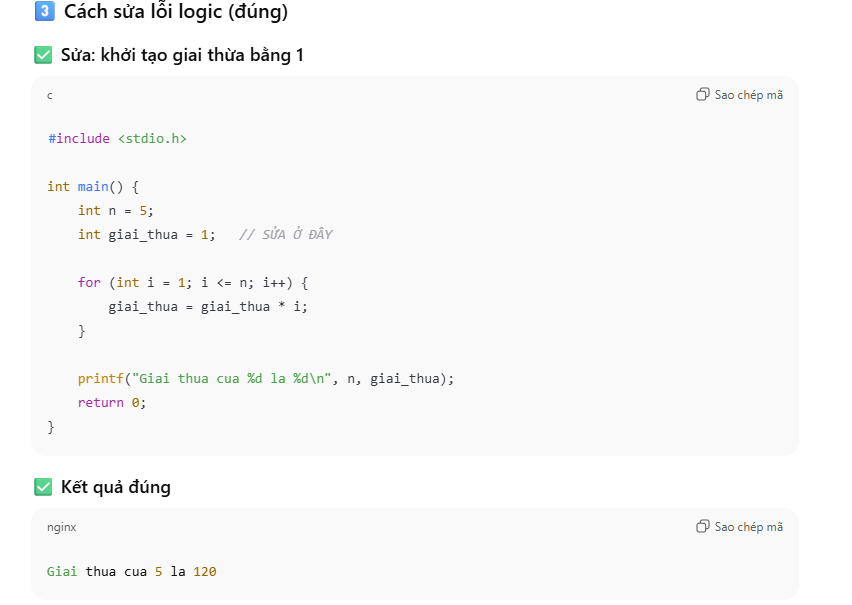 3 Cách sửa lỗi logic (đúng)
✅ Sửa: khởi tạo giai thừa bằng 1
c
Sao chép mã
#include <stdio.h>
int main() {
    int n = 5;
    int giai_thua = 1;   // SỬA Ở ĐÂY
    for (int i = 1; i <= n; i++) {
        giai_thua = giai_thua * i;
    }
    printf("Giai thua cua %d la %d\n", n, giai_thua);
    return 0;
}
✅ Kết quả đúng
nginx
Sao chép mã
Giai thua cua 5 la 120